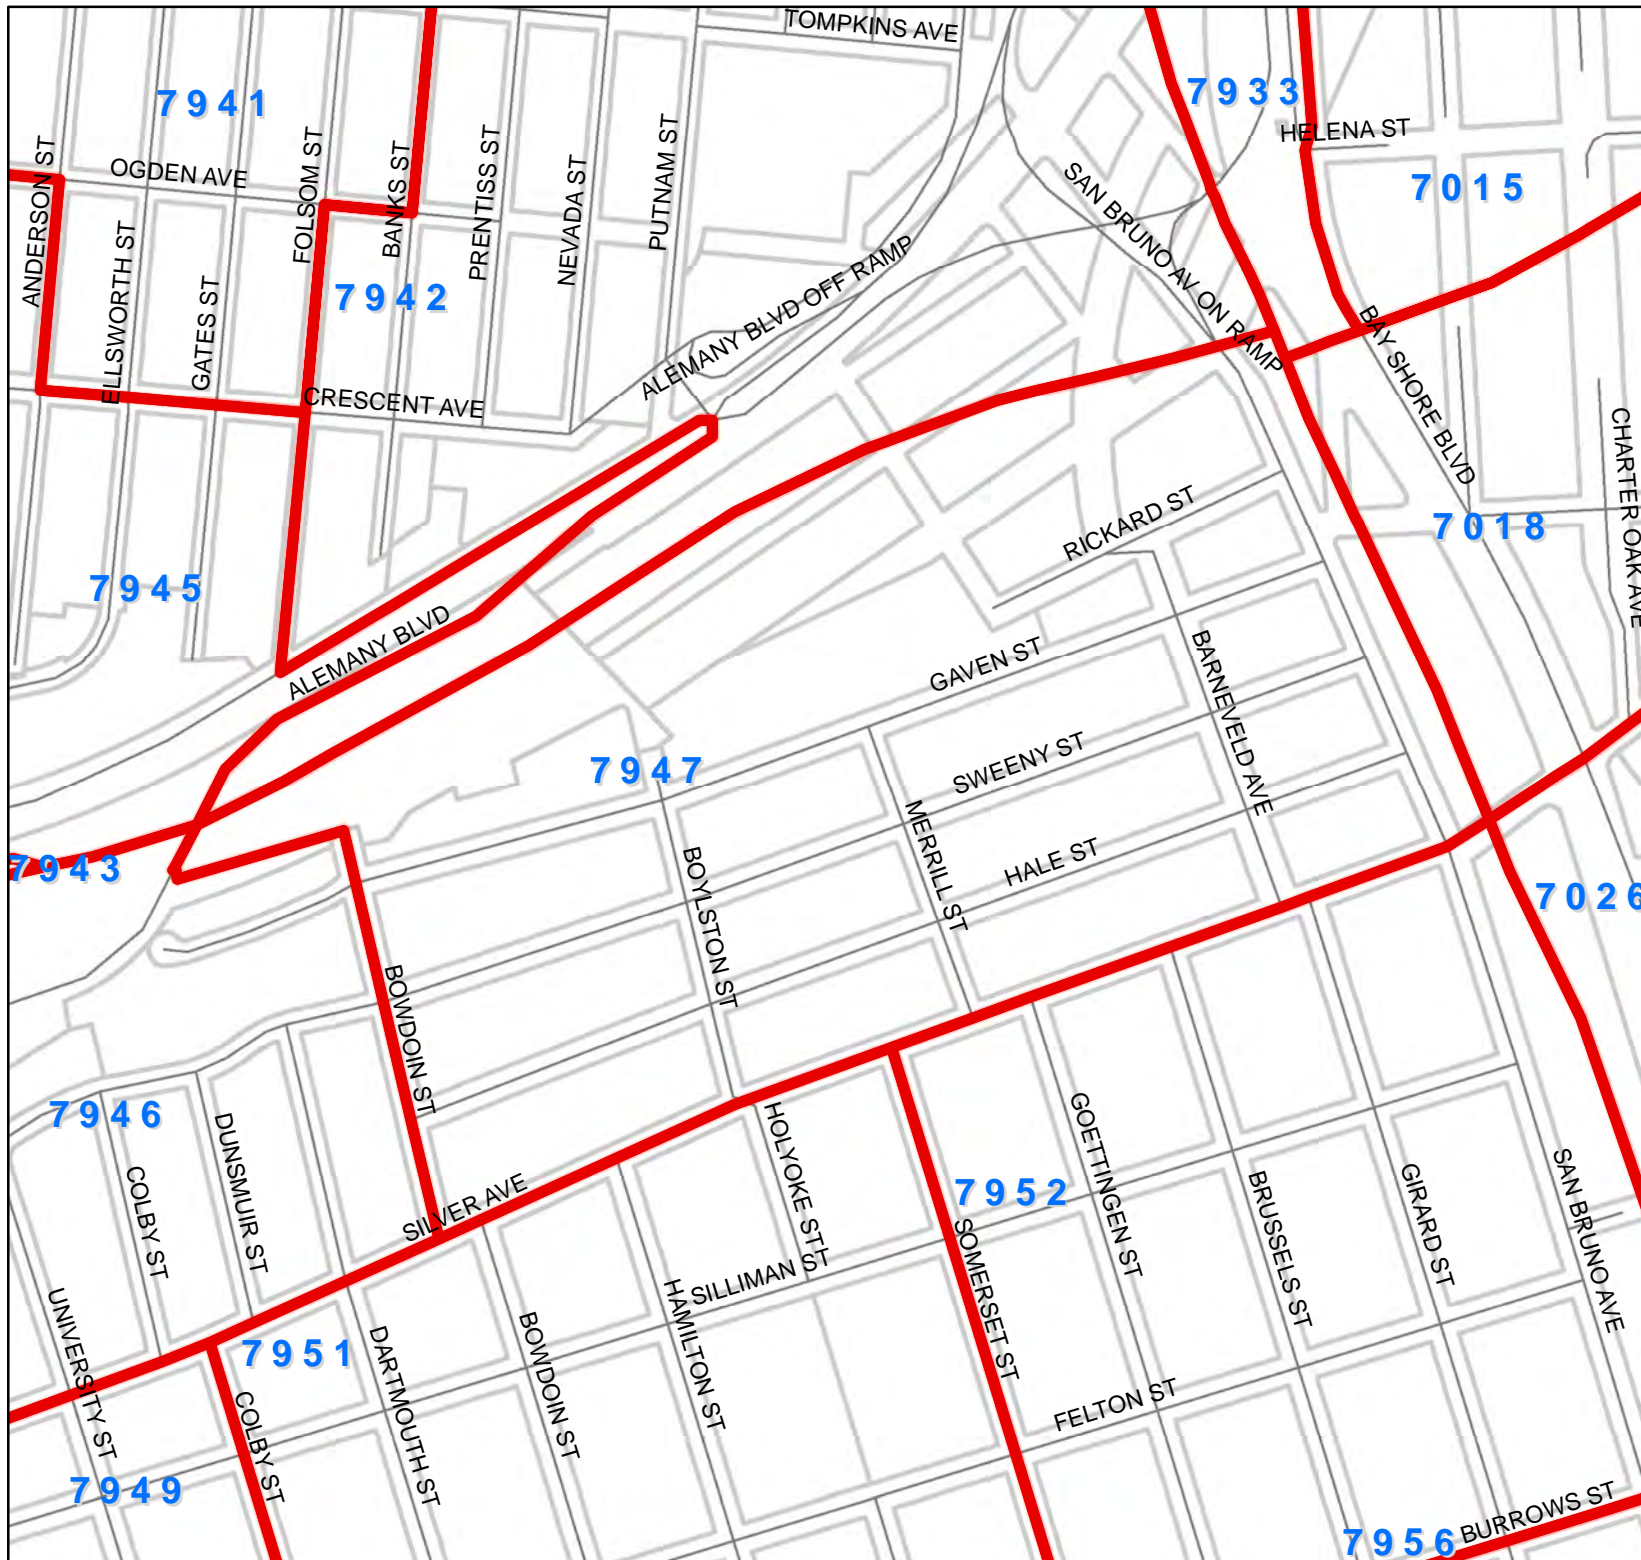 TOMPKINS AVE
7941
7933
HELENA ST
7015
ANDERSON ST
OGDEN AVE
FOLSOM ST
BANKS ST
PRENTISS ST
NEVADA ST
PUTNAM ST
SAN BRUNO AV ON RAMP
ELLSWORTH ST
GATES ST
7942
ALEMANY BLVD OFF RAMP
CRESCENT AVE
BAY SHORE BLVD
CHARTER OAK AVE
RICKARD ST
7018
7945
ALEMANY BLVD
GAVEN ST
BARNEVELD AVE
7947
SWEENY ST
MERRILL ST
HALE ST
7943
BOYLSTON ST
7026
BOWDOIN ST
7946
DUNSMUIR ST
COLBY ST
SILVER AVE
HOLYOKE STH
7952
GOETTINGEN ST
BRUSSELS ST
GIRARD ST
SAN BRUNO AVE
SILLIMAN ST
SOMERSET ST
HAMILTON ST
UNIVERSITY ST
7951
DARTMOUTH ST
BOWDOIN ST
COLBY ST
FELTON ST
7949
7956
BURROWS ST